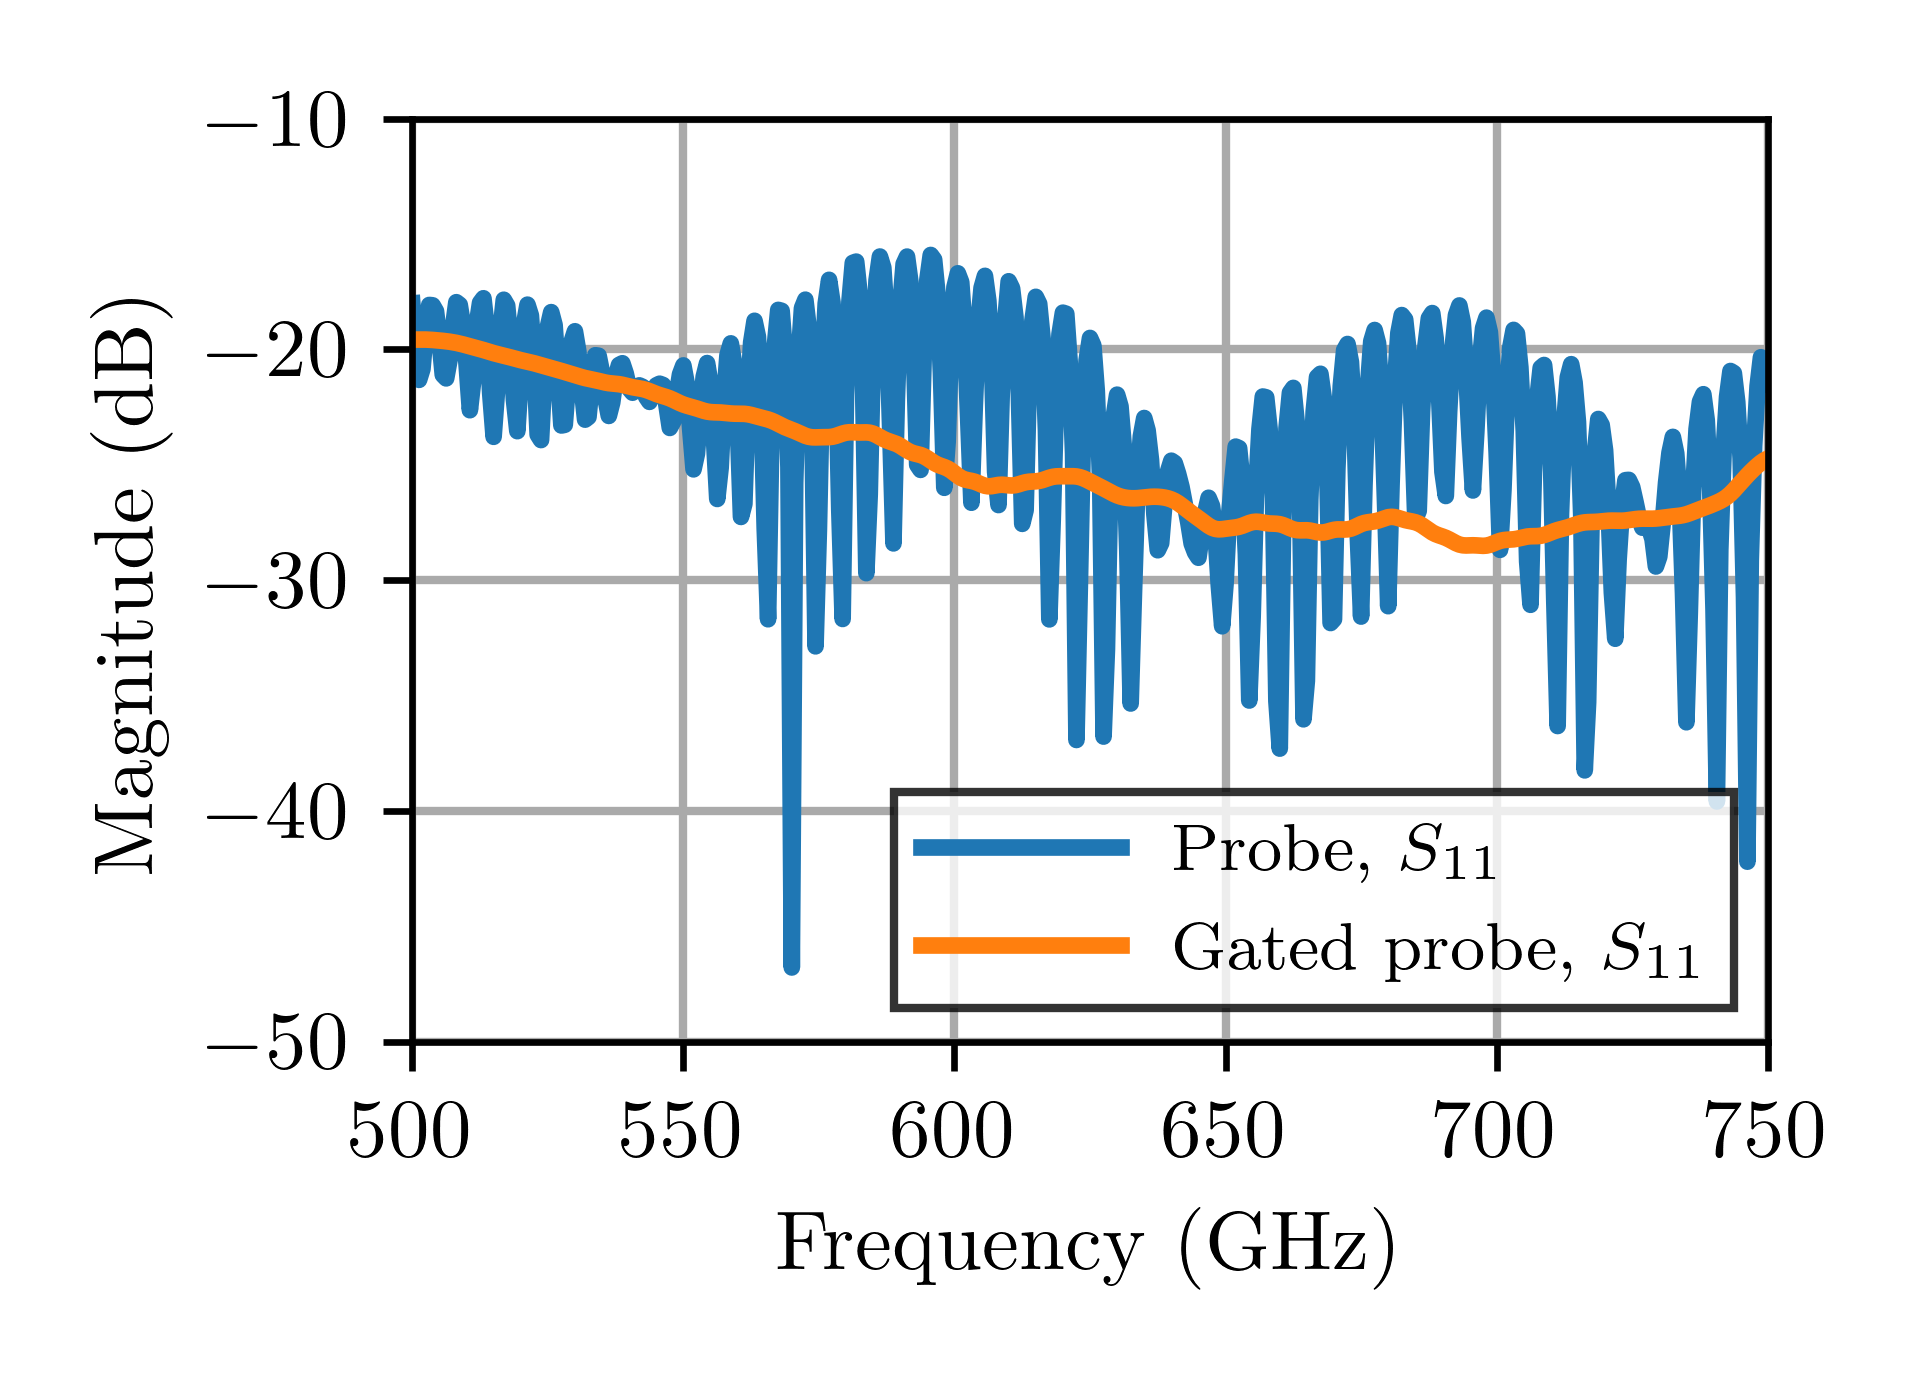 −10
−20
−30
−40
−50
Magnitude (dB)
Probe, S11
Gated probe, S11
500 550 600 650 700 750
Frequency (GHz)